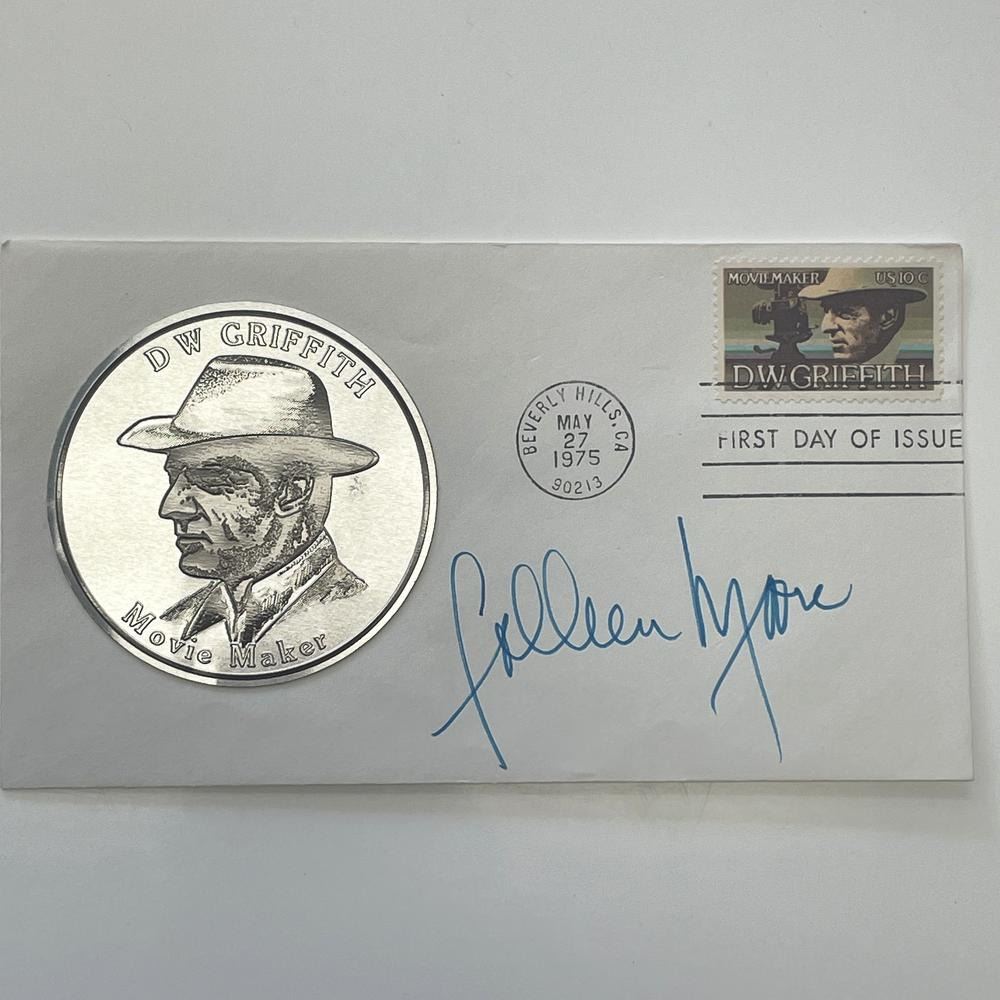 D W GRIFFITH
Movie Maker
MOVIEMAKER US 10 C
D.W. GRIFFITH
BEVERLY HILLS, CA
MAY
27
1975
90213
FIRST DAY OF ISSUE
Colleen Moore